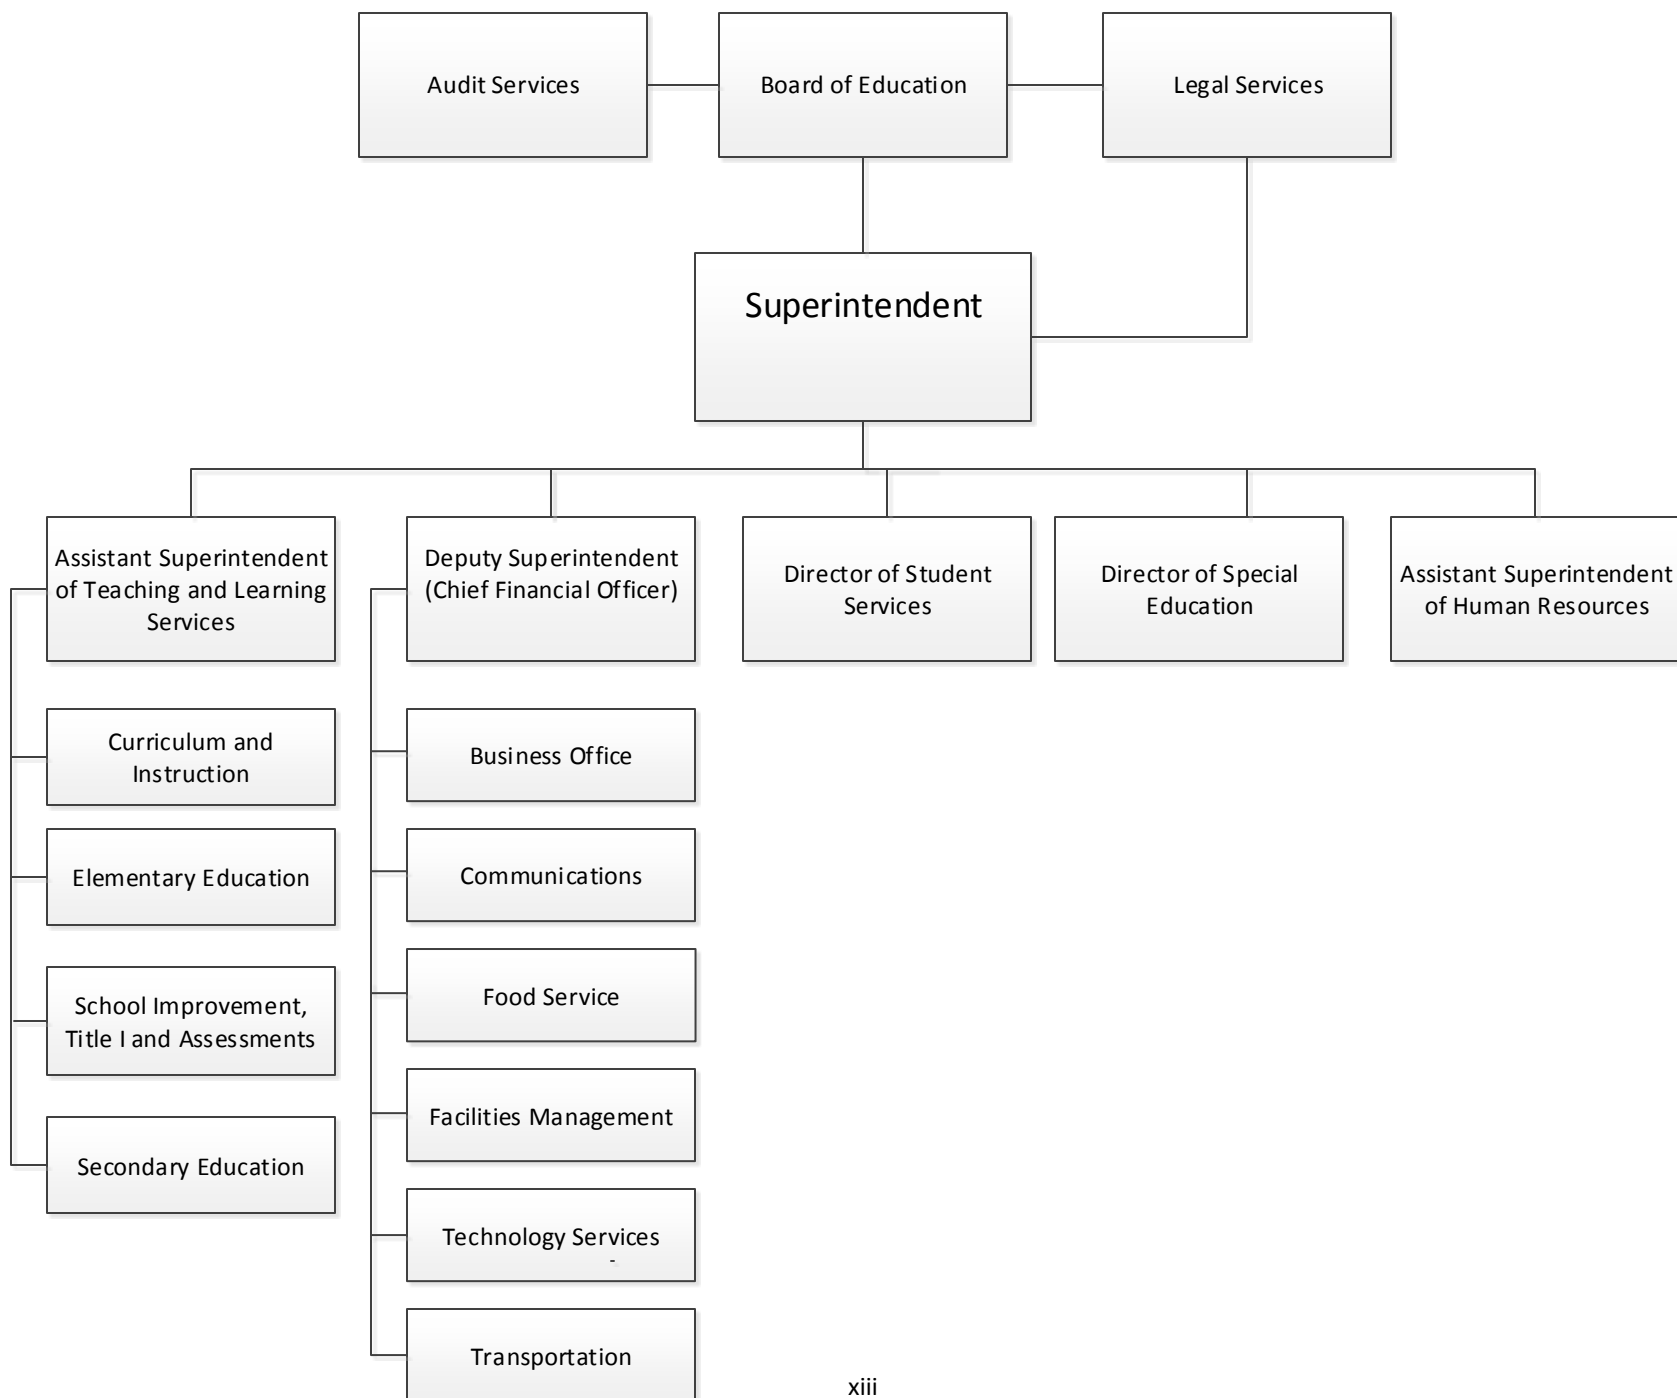 Audit Services
Board of Education
Legal Services
Superintendent
Assistant Superintendent
of Teaching and Learning
Services
Deputy Superintendent
(Chief Financial Officer)
Director of Student
Services
Director of Special
Education
Assistant Superintendent
of Human Resources
Curriculum and
Instruction
Elementary Education
School Improvement,
Title I and Assessments
Secondary Education
Business Office
Communications
Food Service
Facilities Management
Technology Services
-
Transportation
xiii